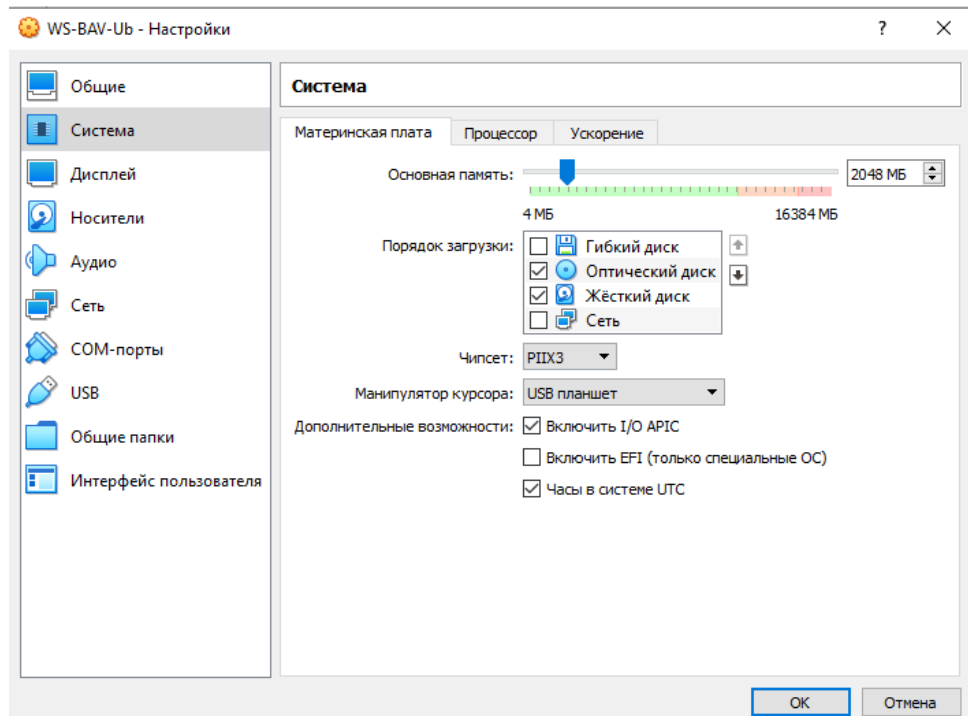 WS-BAV-Ub - Настройки ? ×
Общие
Система
Дисплей
Носители
Аудио
Сеть
COM-порты
USB
Общие папки
Интерфейс пользователя
Система
Материнская плата Процессор Ускорение
Основная память: 2048 МБ
4 МБ 16384 МБ
Порядок загрузки: Гибкий диск
Оптический диск
Жёсткий диск
Сеть
Чипсет: PIIX3
Манипулятор курсора: USB планшет
Дополнительные возможности: Включить I/O APIC
Включить EFI (только специальные ОС)
Часы в системе UTC
OK Отмена